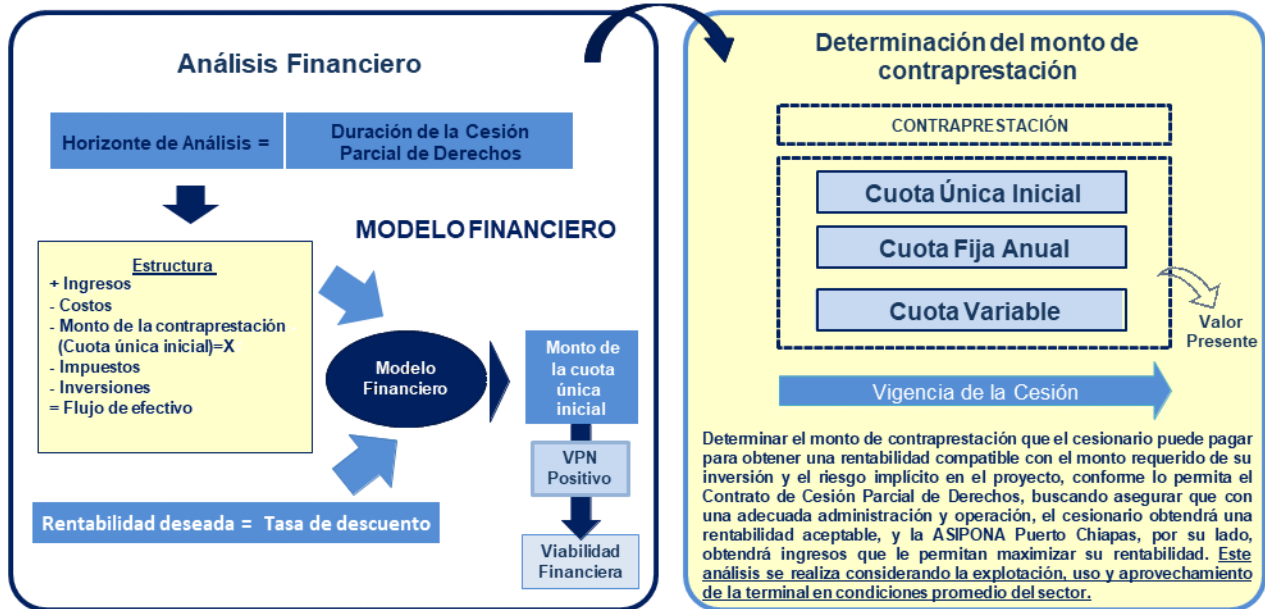 Análisis Financiero
Horizonte de Análisis =
Duración de la Cesión
Parcial de Derechos
MODELO FINANCIERO
Estructura
+ Ingresos
- Costos
- Monto de la contraprestación
(Cuota única inicial)=X
- Impuestos
- Inversiones
= Flujo de efectivo
Modelo
Financiero
Monto de
la cuota
única
inicial
VPN
Positivo
Viabilidad
Financiera
Rentabilidad deseada = Tasa de descuento
Determinación del monto de
contraprestación
CONTRAPRESTACIÓN
Cuota Única Inicial
Cuota Fija Anual
Cuota Variable
Valor
Presente
Vigencia de la Cesión
Determinar el monto de contraprestación que el cesionario puede pagar
para obtener una rentabilidad compatible con el monto requerido de su
inversión y el riesgo implícito en el proyecto, conforme lo permita el
Contrato de Cesión Parcial de Derechos, buscando asegurar que con
una adecuada administración y operación, el cesionario obtendrá una
rentabilidad aceptable, y la ASIPONA Puerto Chiapas, por su lado,
obtendrá ingresos que le permitan maximizar su rentabilidad. Este
análisis se realiza considerando la explotación, uso y aprovechamiento
de la terminal en condiciones promedio del sector.